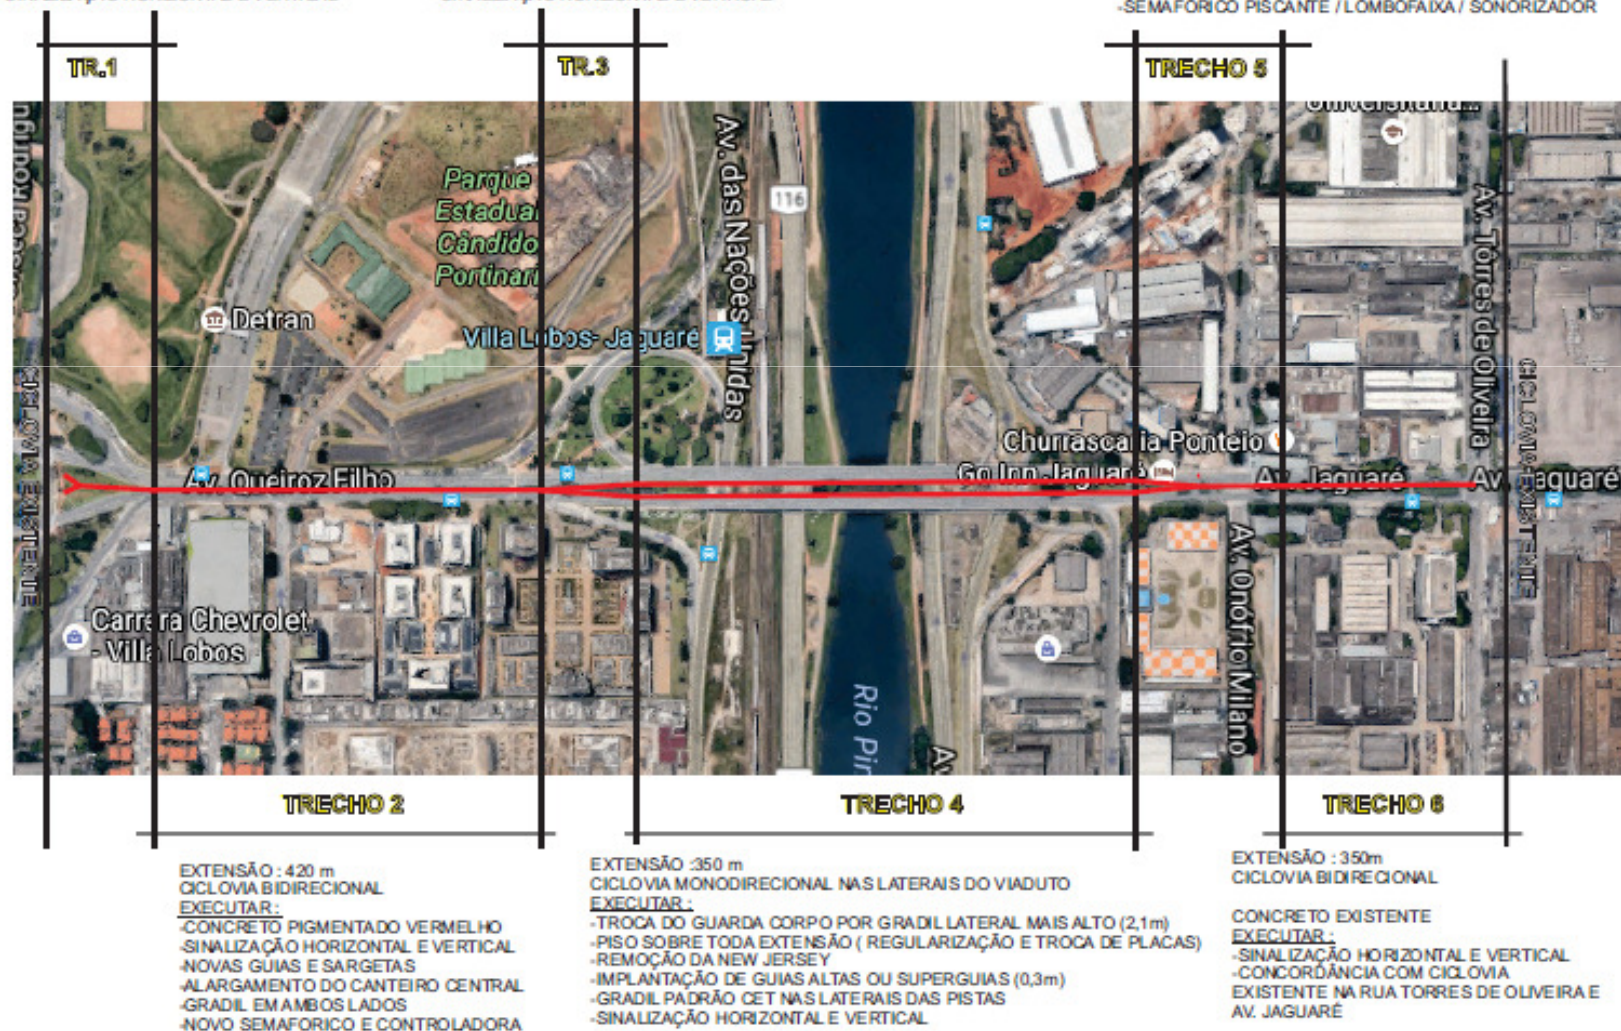 -SEMAFORICO PISCANTE / LOMBOFAIXA / SONORIZADOR
TR.1
TR.3
TRECHO 5
Parque
Estadual
Cândido
Portinari
Av. das Nações Unidas
116
Detran
Villa Lobos- Jaguaré
Av. Torres de Oliveira
CICLOVIA EXISTENTE
CICLOVIA EXISTENTE
Churrascaria Ponteio
Go Inn Jaguaré
Av. Queiroz Filho
Av. Jaguaré
Av. Jaguaré
Carrara Chevrolet
- Villa Lobos
Av. Onófrio Milano
Rio Pin
Av
TRECHO 2
TRECHO 4
TRECHO 6
EXTENSÃO : 420 m
CICLOVIA BIDIRECIONAL
EXECUTAR :
-CONCRETO PIGMENTADO VERMELHO
-SINALIZAÇÃO HORIZONTAL E VERTICAL
-NOVAS GUIAS E SARGETAS
-ALARGAMENTO DO CANTEIRO CENTRAL
-GRADIL EM AMBOS LADOS
-NOVO SEMAFORICO E CONTROLADORA
EXTENSÃO :350 m
CICLOVIA MONODIRECIONAL NAS LATERAIS DO VIADUTO
EXECUTAR :
-TROCA DO GUARDA CORPO POR GRADIL LATERAL MAIS ALTO (2,1m)
-PISO SOBRE TODA EXTENSÃO ( REGULARIZAÇÃO E TROCA DE PLACAS)
-REMOÇÃO DA NEW JERSEY
-IMPLANTAÇÃO DE GUIAS ALTAS OU SUPERGUIAS (0,3m)
-GRADIL PADRÃO CET NAS LATERAIS DAS PISTAS
-SINALIZAÇÃO HORIZONTAL E VERTICAL
EXTENSÃO : 350m
CICLOVIA BIDIRECIONAL
CONCRETO EXISTENTE
EXECUTAR :
-SINALIZAÇÃO HORIZONTAL E VERTICAL
-CONCORDÂNCIA COM CICLOVIA
EXISTENTE NA RUA TORRES DE OLIVEIRA E
AV. JAGUARÉ